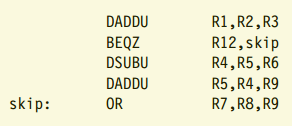 DADDU R1,R2,R3
BEQZ R12,skip
DSUBU R4,R5,R6
DADDU R5,R4,R9
skip: OR R7,R8,R9